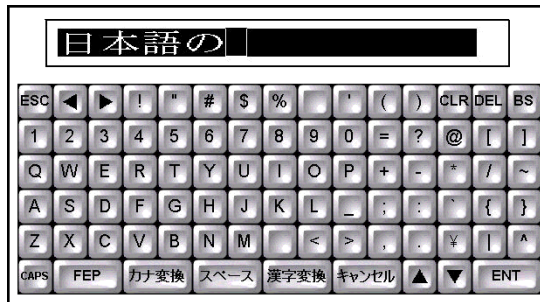 日本語の
ESC ◀ ▶ ! " # $ % ' ( ) CLR DEL BS
1 2 3 4 5 6 7 8 9 0 = ? @ [ ]
Q W E R T Y U I O P + - * / ~
A S D F G H J K L _ ; : ` { }
Z X C V B N M < > , . ¥ | ^
CAPS FEP カナ変換 スペース 漢字変換 キャンセル ▲ ▼ ENT